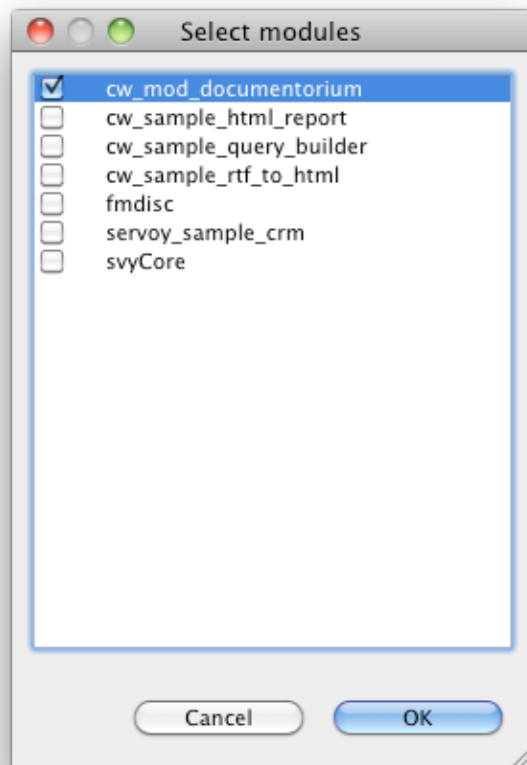 Select modules
cw_mod_documentorium
cw_sample_html_report
cw_sample_query_builder
cw_sample_rtf_to_html
fmdisc
servoy_sample_crm
svyCore
Cancel
OK